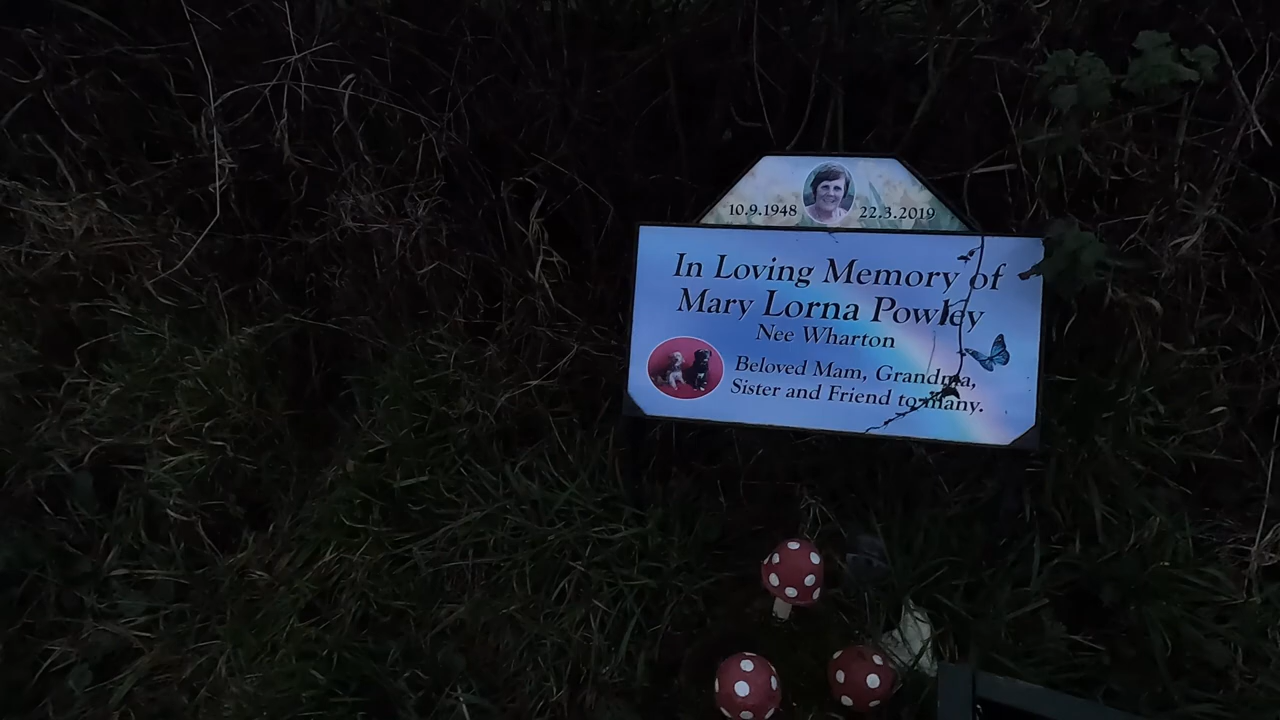 10.9.1948 22.3.2019
In Loving Memory of
Mary Lorna Powley
Nee Wharton
Beloved Mam, Grandma,
Sister and Friend to many.